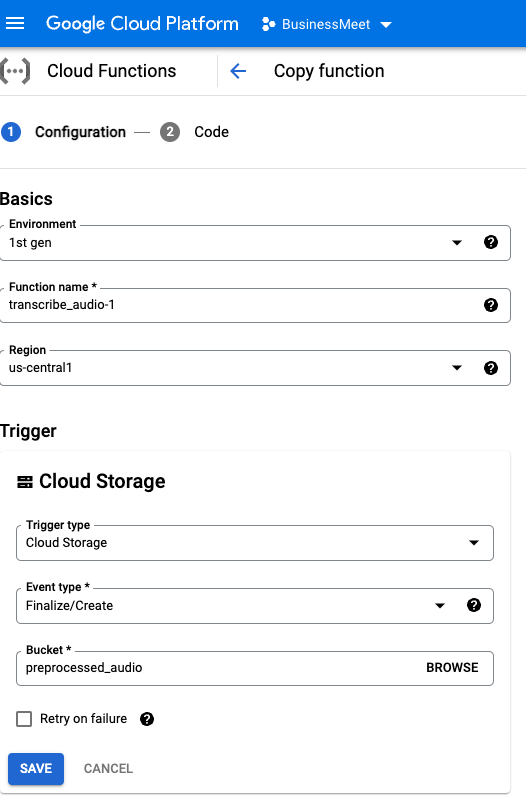 Google Cloud Platform BusinessMeet
Cloud Functions Copy function
1 Configuration 2 Code
Basics
Environment
1st gen
Function name *
transcribe_audio-1
Region
us-central1
Trigger
Cloud Storage
Trigger type
Cloud Storage
Event type *
Finalize/Create
Bucket *
preprocessed_audio BROWSE
Retry on failure
SAVE CANCEL